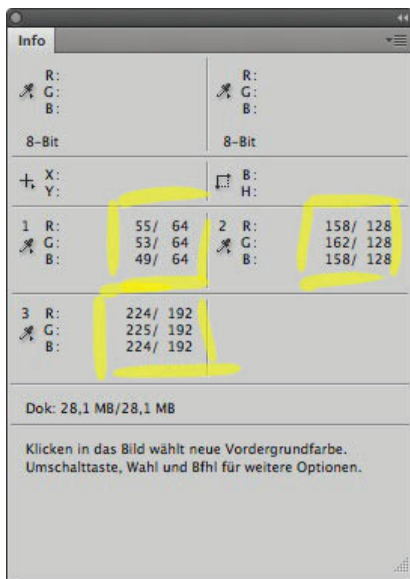 Info
R:
G:
B:
8-Bit
R:
G:
B:
8-Bit
X:
Y:
B:
H:
1 R: 55/ 64
G: 53/ 64
B: 49/ 64
2 R: 158/ 128
G: 162/ 128
B: 158/ 128
3 R: 224/ 192
G: 225/ 192
B: 224/ 192
Dok: 28,1 MB/28,1 MB
Klicken in das Bild wählt neue Vordergrundfarbe.
Umschalttaste, Wahl und Bfhl für weitere Optionen.